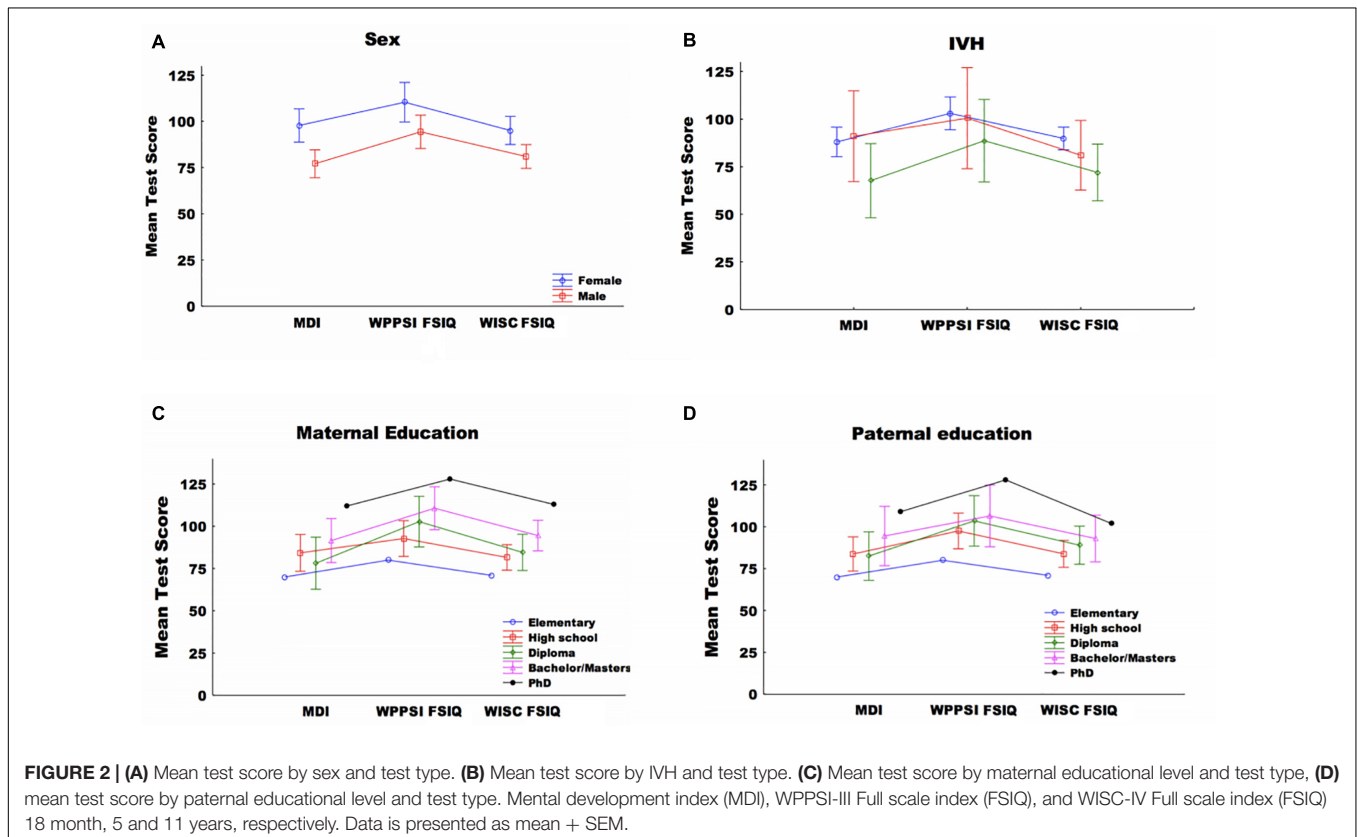 A
Sex
Mean Test Score
125
100
75
50
25
0
MDI
WPPSI FSIQ
WISC FSIQ
Female
Male
B
IVH
Mean Test Score
125
100
75
50
25
0
MDI
WPPSI FSIQ
WISC FSIQ
C
Maternal Education
Mean Test Score
125
100
75
50
25
0
MDI
WPPSI FSIQ
WISC FSIQ
Elementary
High school
Diploma
Bachelor/Masters
PhD
D
Paternal education
Mean Test Score
125
100
75
50
25
0
MDI
WPPSI FSIQ
WISC FSIQ
Elementary
High school
Diploma
Bachelor/Masters
PhD
FIGURE 2 | (A) Mean test score by sex and test type. (B) Mean test score by IVH and test type. (C) Mean test score by maternal educational level and test type, (D)
mean test score by paternal educational level and test type. Mental development index (MDI), WPPSI-III Full scale index (FSIQ), and WISC-IV Full scale index (FSIQ)
18 month, 5 and 11 years, respectively. Data is presented as mean + SEM.